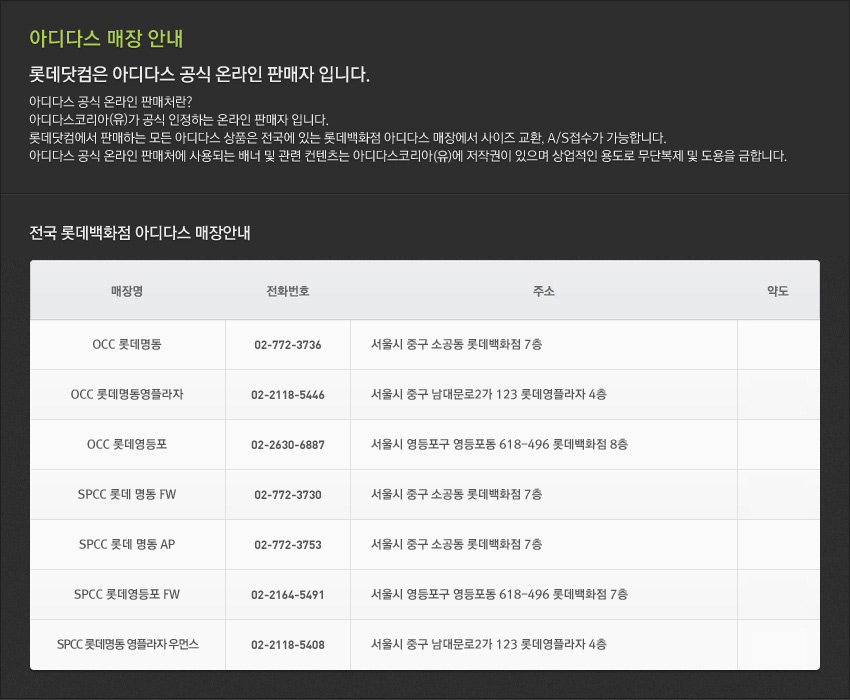 아디다스 매장 안내
롯데닷컴은 아디다스 공식 온라인 판매자 입니다.
아디다스 공식 온라인 판매처란?
아디다스코리아(유)가 공식 인정하는 온라인 판매자 입니다.
롯데닷컴에서 판매하는 모든 아디다스 상품은 전국에 있는 롯데백화점 아디다스 매장에서 사이즈 교환, A/S접수가 가능합니다.
아디다스 공식 온라인 판매처에 사용되는 배너 및 관련 컨텐츠는 아디다스코리아(유)에 저작권이 있으며 상업적인 용도로 무단복제 및 도용을 금합니다.
전국 롯데백화점 아디다스 매장안내
매장명 전화번호 주소 약도
OCC 롯데명동 02-772-3736 서울시 중구 소공동 롯데백화점 7층
OCC 롯데명동영플라자 02-2118-5446 서울시 중구 남대문로2가 123 롯데영플라자 4층
OCC 롯데영등포 02-2630-6887 서울시 영등포구 영등포동 618-496 롯데백화점 8층
SPCC 롯데 명동 FW 02-772-3730 서울시 중구 소공동 롯데백화점 7층
SPCC 롯데 명동 AP 02-772-3753 서울시 중구 소공동 롯데백화점 7층
SPCC 롯데영등포 FW 02-2164-5491 서울시 영등포구 영등포동 618-496 롯데백화점 7층
SPCC 롯데명동 영플라자 우먼스 02-2118-5408 서울시 중구 남대문로2가 123 롯데영플라자 4층